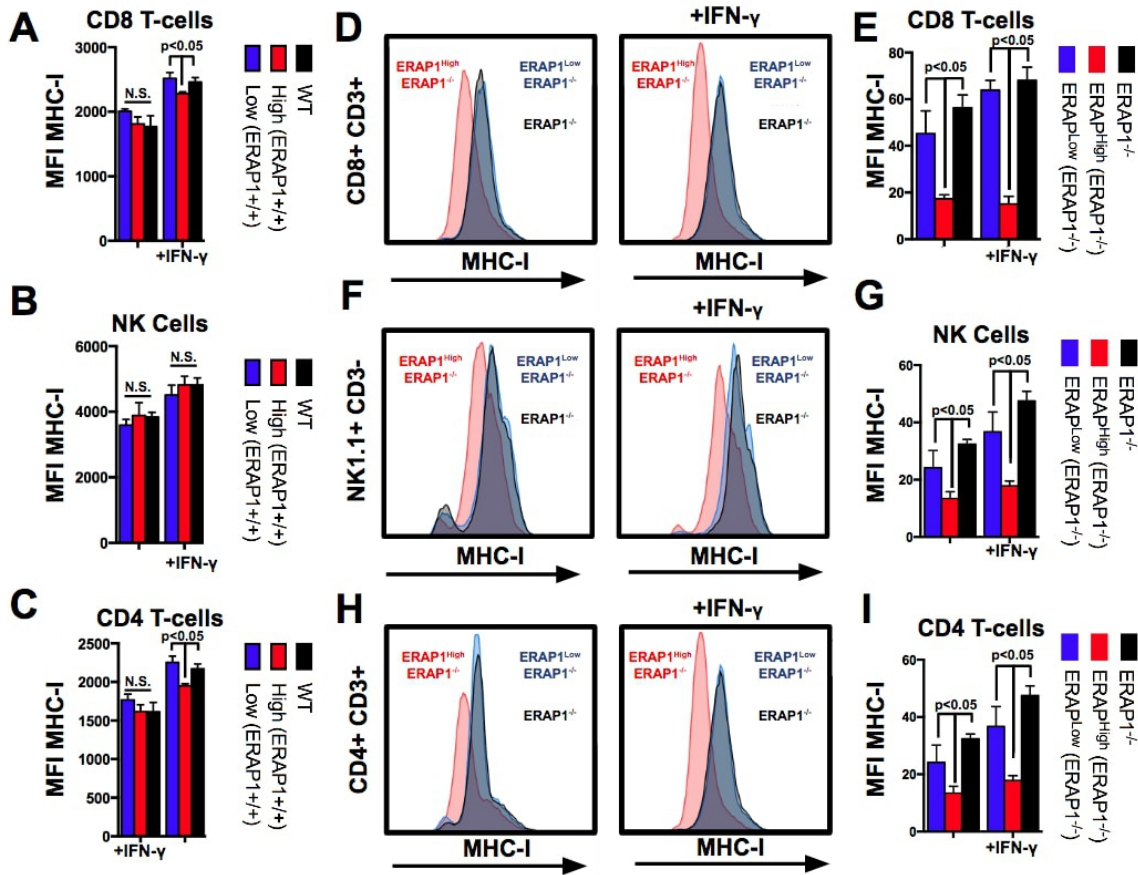 A
CD8 T-cells
MFI MHC-I
3000
2000
1000
0
N.S.
p<0.05
+IFN-γ
WT
High (ERAP1+/+)
Low (ERAP1+/+)
D
CD8+ CD3+
ERAP1High
ERAP1-/-
ERAP1Low
ERAP1-/-
ERAP1-/-
MHC-I
+IFN-γ
ERAP1High
ERAP1-/-
ERAP1Low
ERAP1-/-
ERAP1-/-
MHC-I
E
CD8 T-cells
MFI MHC-I
80
60
40
20
0
p<0.05
p<0.05
+IFN-γ
ERAP1-/-
ERAPHigh (ERAP1-/-)
ERAPLow (ERAP1-/-)
B
NK Cells
MFI MHC-I
6000
4000
2000
0
N.S.
N.S.
+IFN-γ
WT
High (ERAP1+/+)
Low (ERAP1+/+)
F
NK1.1+ CD3-
ERAP1High
ERAP1-/-
ERAP1Low
ERAP1-/-
ERAP1-/-
MHC-I
+IFN-γ
ERAP1High
ERAP1-/-
ERAP1Low
ERAP1-/-
ERAP1-/-
MHC-I
G
NK Cells
MFI MHC-I
60
40
20
0
p<0.05
p<0.05
+IFN-γ
ERAP1-/-
ERAPHigh (ERAP1-/-)
ERAPLow (ERAP1-/-)
C
CD4 T-cells
MFI MHC-I
2500
2000
1500
1000
500
0
N.S.
p<0.05
+IFN-γ
WT
High (ERAP1+/+)
Low (ERAP1+/+)
H
CD4+ CD3+
ERAP1High
ERAP1-/-
ERAP1Low
ERAP1-/-
ERAP1-/-
MHC-I
+IFN-γ
ERAP1High
ERAP1-/-
ERAP1Low
ERAP1-/-
ERAP1-/-
MHC-I
I
CD4 T-cells
MFI MHC-I
60
40
20
0
p<0.05
p<0.05
+IFN-γ
ERAP1-/-
ERAPHigh (ERAP1-/-)
ERAPLow (ERAP1-/-)